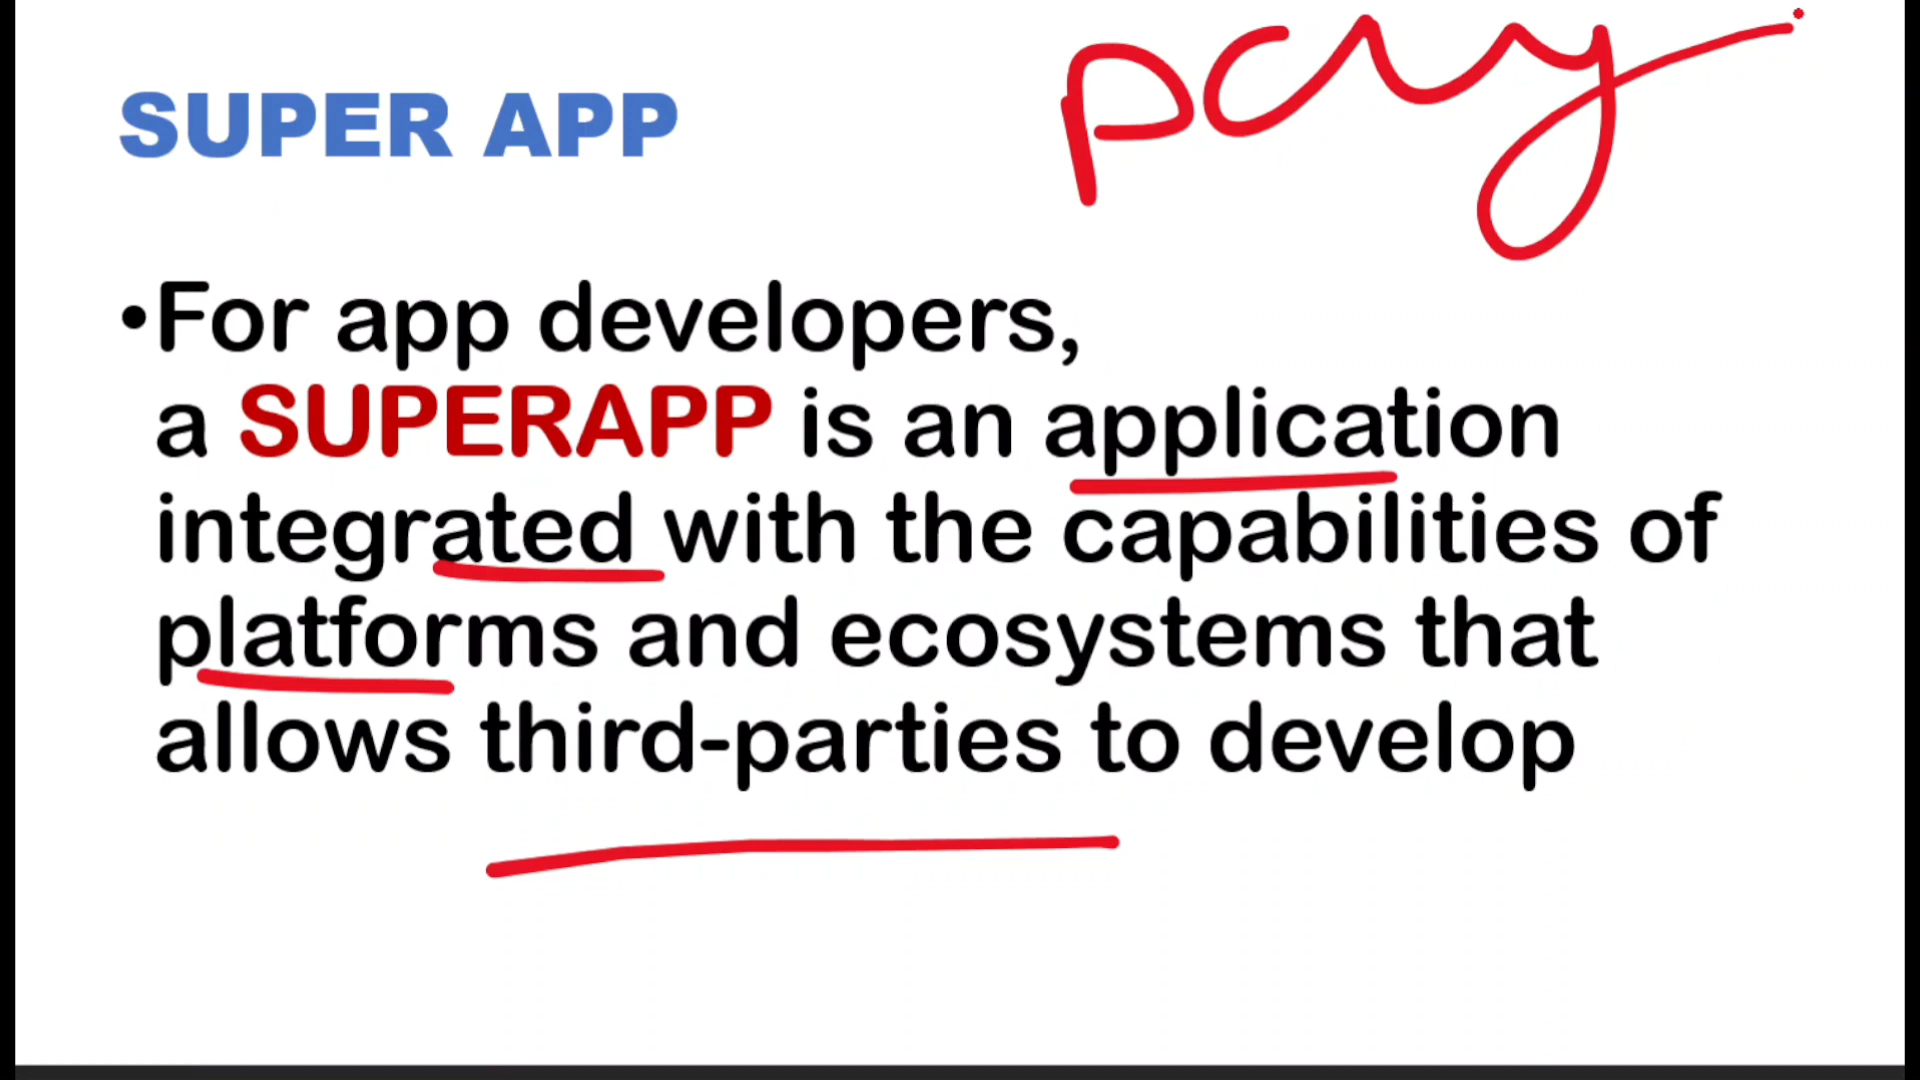 pay
SUPER APP
•For app developers,
a SUPERAPP is an application
integrated with the capabilities of
platforms and ecosystems that
allows third-parties to develop